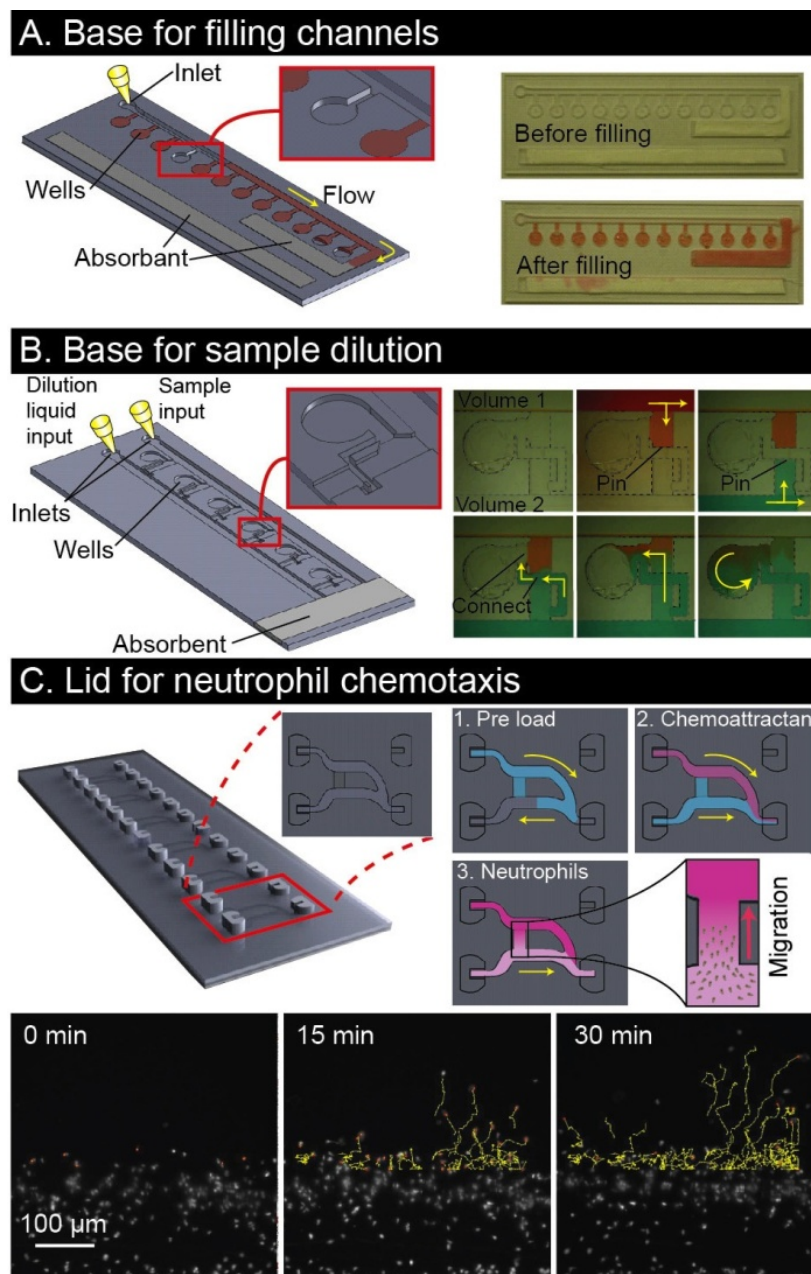 A. Base for filling channels
Inlet
Wells
Flow
Absorbant
Before filling
After filling
B. Base for sample dilution
Dilution
liquid
input
Sample
input
Inlets
Wells
Absorbent
Volume 1
Volume 2
Pin
Pin
Connect
C. Lid for neutrophil chemotaxis
1. Pre load
2. Chemoattractant
3. Neutrophils
Migration
0 min
15 min
30 min
100 µm